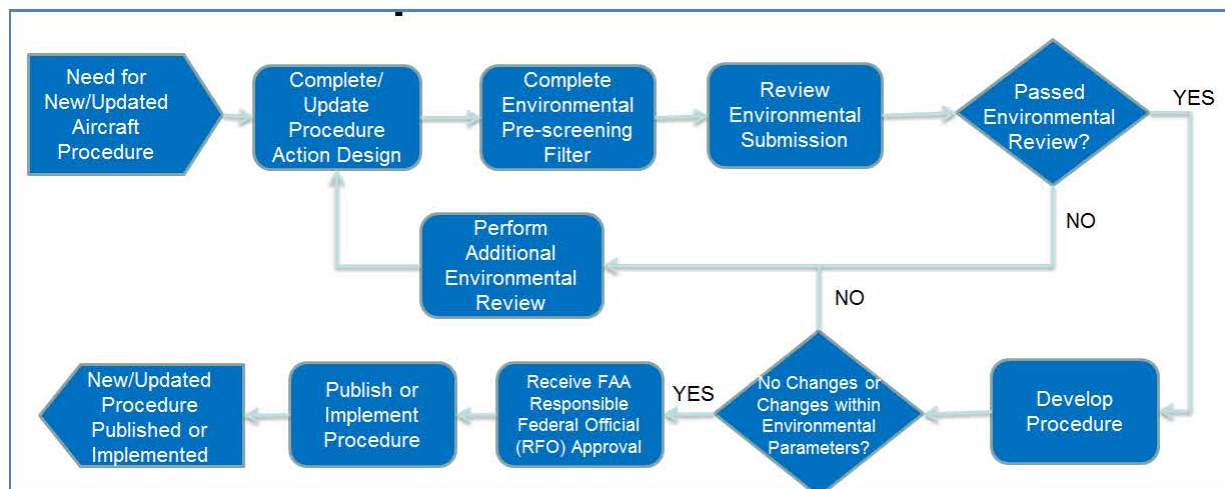 Need for
New/Updated
Aircraft
Procedure
Complete/
Update
Procedure
Action Design
Complete
Environmental
Pre-screening
Filter
Review
Environmental
Submission
Passed
Environmental
Review?
YES
NO
Perform
Additional
Environmental
Review
NO
New/Updated
Procedure
Published or
Implemented
Publish or
Implement
Procedure
Receive FAA
Responsible
Federal Official
(RFO) Approval
YES
No Changes or
Changes within
Environmental
Parameters?
Develop
Procedure